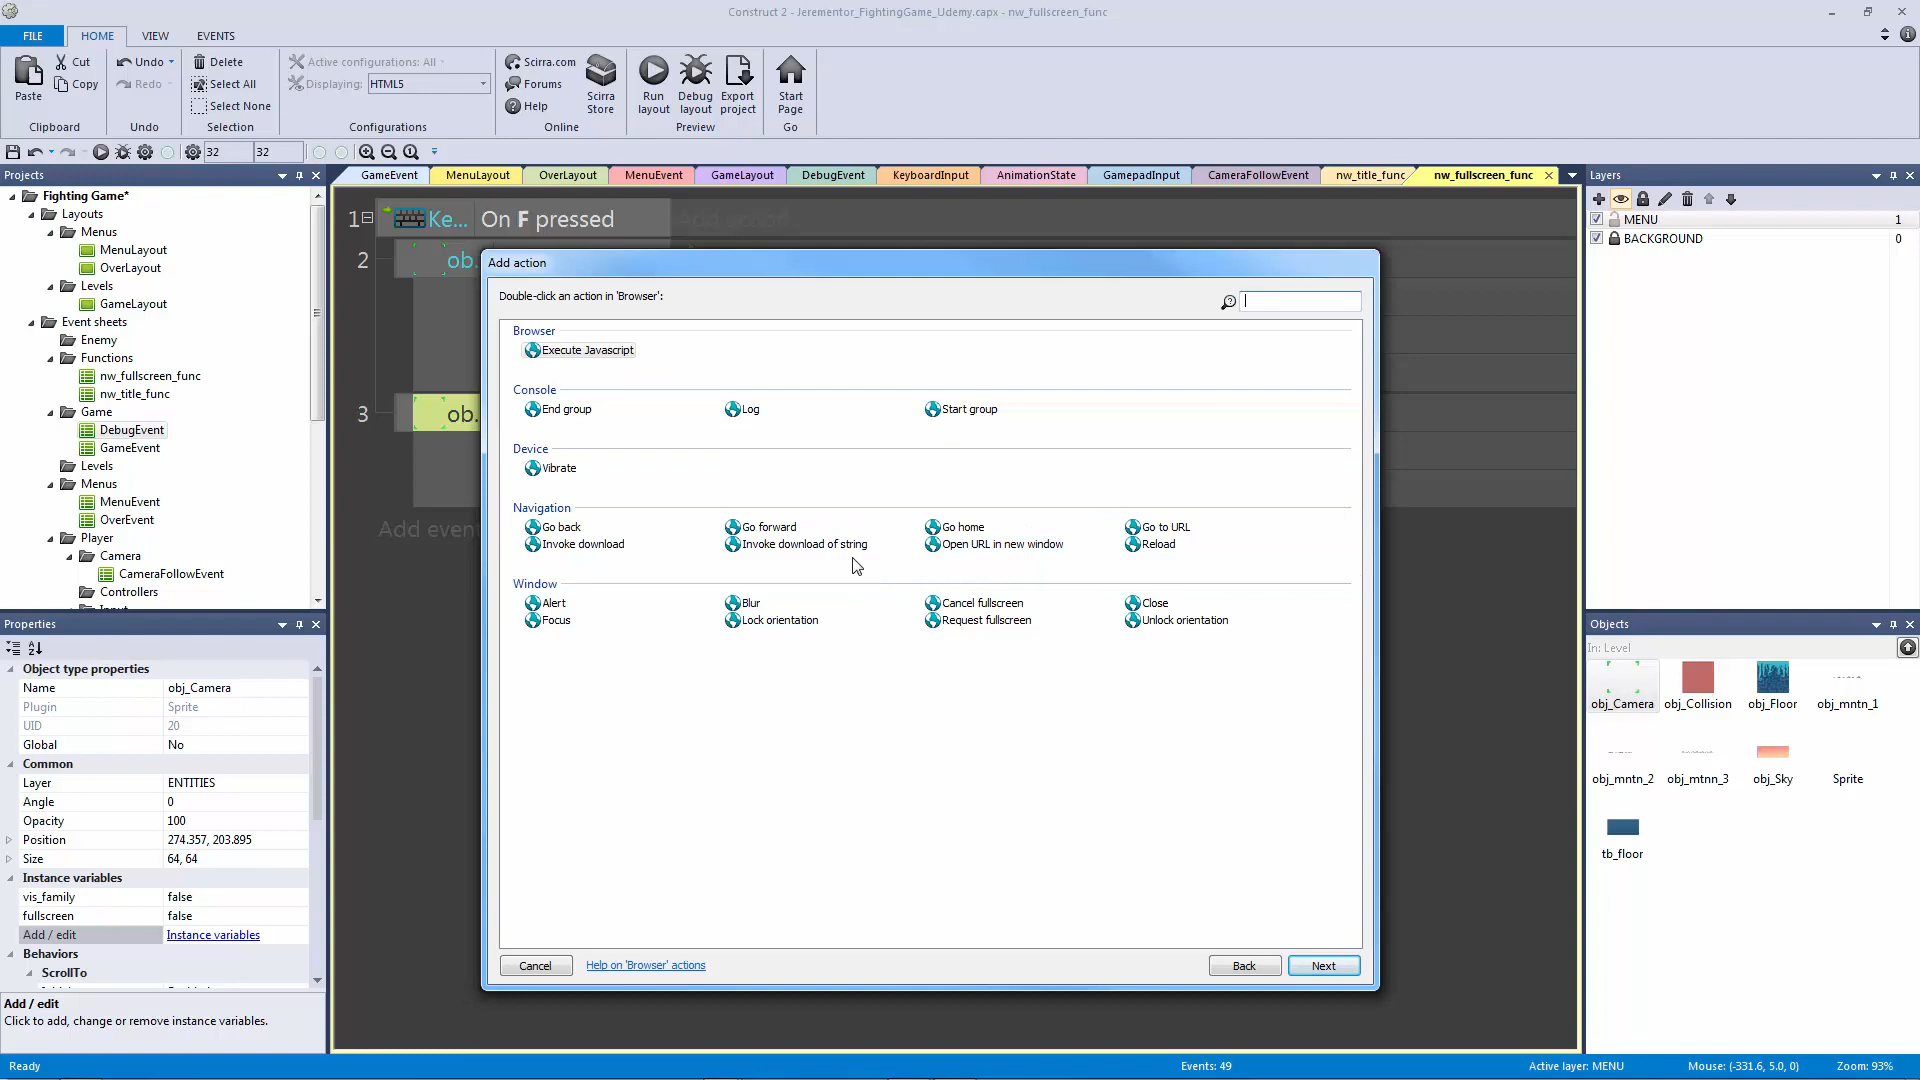 Construct 2 - Jerementor_FightingGame_Udemy.capx - nw_fullscreen_func
FILE HOME VIEW EVENTS
Paste Cut Copy Clipboard
Undo Redo Undo
Delete Select All Select None Selection
Active configurations: All
Displaying: HTML5
Configurations
Scirra.com Forums Help Scirra Store Online
Run layout Debug layout Export project Preview
Start Page Go
32 32
Projects
GameEvent MenuLayout OverLayout MenuEvent GameLayout DebugEvent KeyboardInput AnimationState GamepadInput CameraFollowEvent nw_title_func nw_fullscreen_func
Layers
Fighting Game*
Layouts
Menus
MenuLayout
OverLayout
Levels
GameLayout
Event sheets
Enemy
Functions
nw_fullscreen_func
nw_title_func
Game
DebugEvent
GameEvent
Levels
Menus
MenuEvent
OverEvent
Player
Camera
CameraFollowEvent
Controllers
Input
1 Ke... On F pressed Add action
2 ob.
3 ob.
Add event
Add action
Double-click an action in 'Browser':
Browser
Execute Javascript
Console
End group Log Start group
Device
Vibrate
Navigation
Go back Go forward Go home Go to URL
Invoke download Invoke download of string Open URL in new window Reload
Window
Alert Blur Cancel fullscreen Close
Focus Lock orientation Request fullscreen Unlock orientation
Cancel Help on 'Browser' actions Back Next
MENU 1
BACKGROUND 0
Properties
Object type properties
Name obj_Camera
Plugin Sprite
UID 20
Global No
Common
Layer ENTITIES
Angle 0
Opacity 100
Position 274.357, 203.895
Size 64, 64
Instance variables
vis_family false
fullscreen false
Add / edit Instance variables
Behaviors
ScrollTo
Add / edit
Click to add, change or remove instance variables.
Objects
In: Level
obj_Camera obj_Collision obj_Floor obj_mntn_1
obj_mntn_2 obj_mtnn_3 obj_Sky Sprite
tb_floor
Ready Events: 49 Active layer: MENU Mouse: (-331.6, 5.0, 0) Zoom: 93%